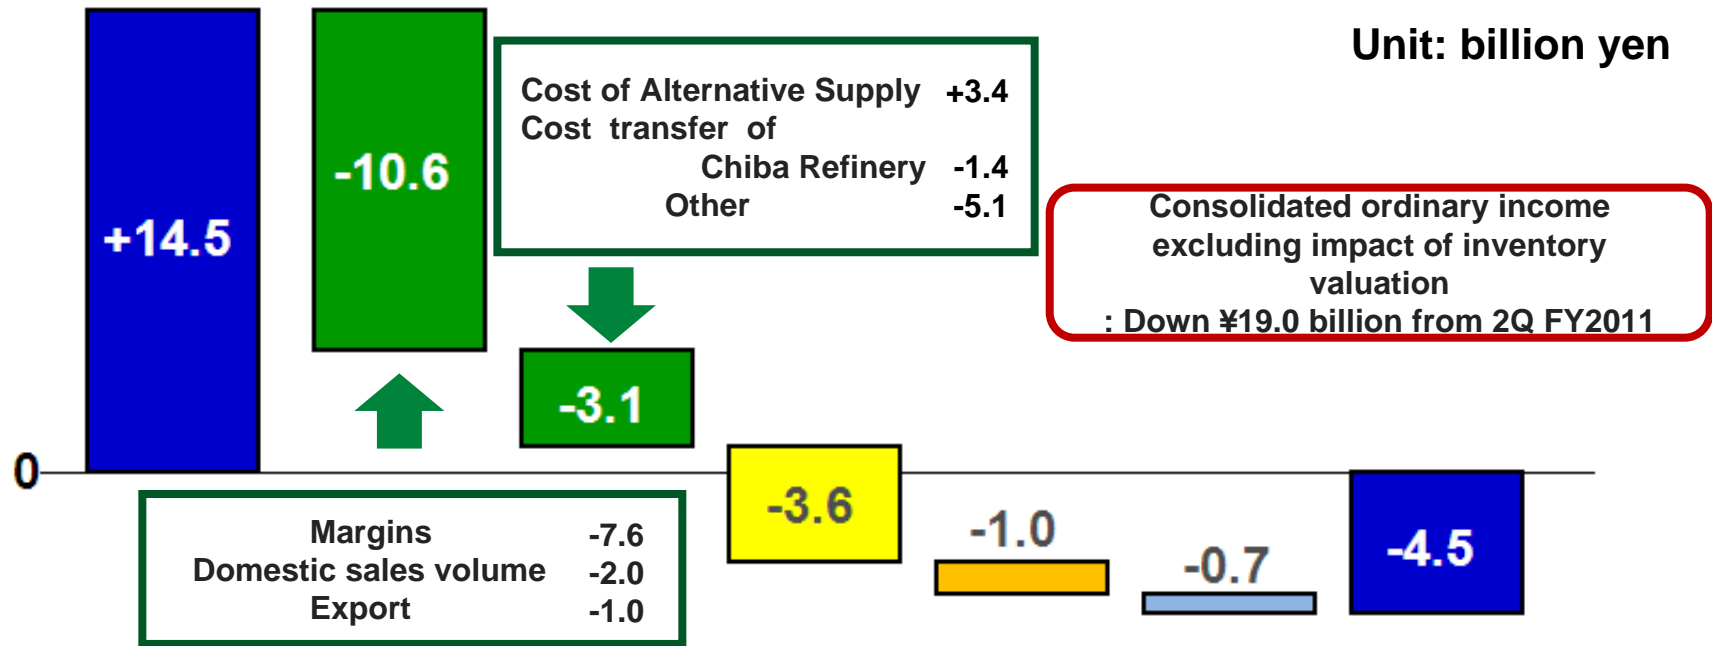 Unit: billion yen
Cost of Alternative Supply +3.4
Cost transfer of
Chiba Refinery -1.4
Other -5.1
-10.6
+14.5
Consolidated ordinary income
excluding impact of inventory
valuation
: Down ¥19.0 billion from 2Q FY2011
-3.1
0
-3.6
-1.0
-0.7
-4.5
Margins -7.6
Domestic sales volume -2.0
Export -1.0